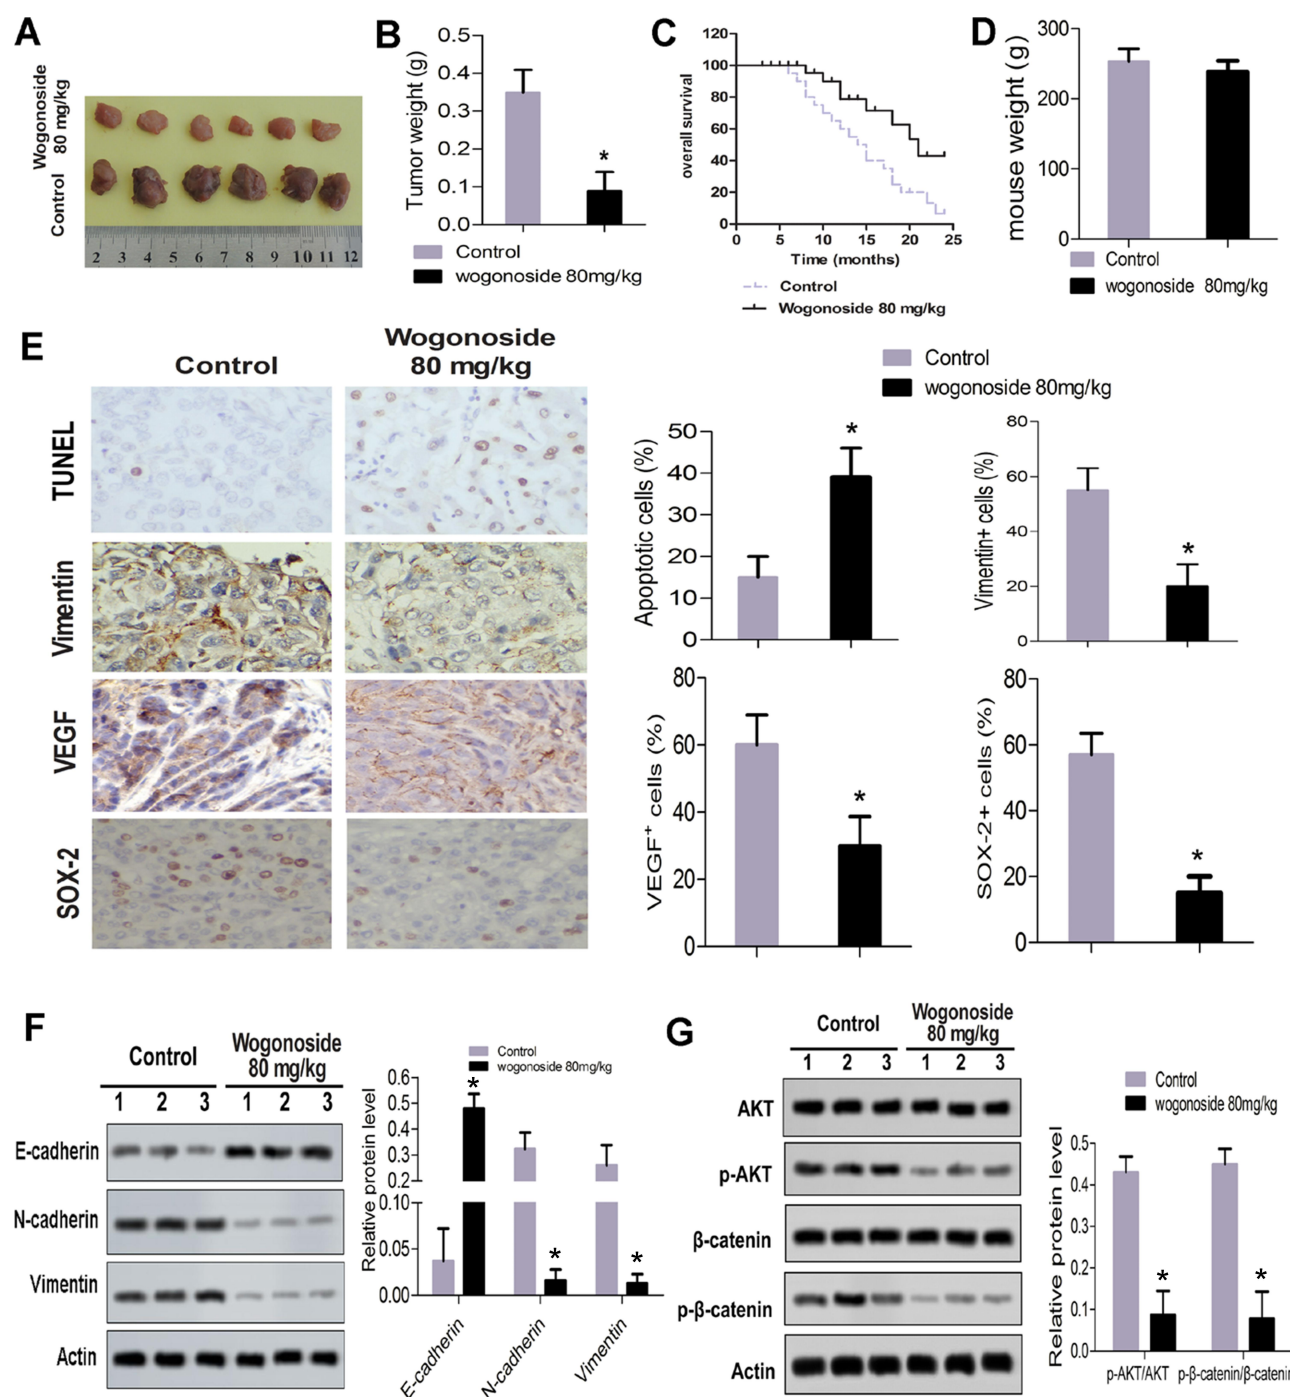 A
Wogonoside
80 mg/kg
Control
2 3 4 5 6 7 8 9 10 11 12
B
Tumor weight (g)
0.5
0.4
0.3
0.2
0.1
0.0
*
Control
wogonoside 80mg/kg
C
overall survival
120
100
80
60
40
20
0
0 5 10 15 20 25
Time (months)
Control
Wogonoside 80 mg/kg
D
mouse weight (g)
300
200
100
0
Control
wogonoside 80mg/kg
E
Control
Wogonoside
80 mg/kg
TUNEL
Vimentin
VEGF
SOX-2
Control
wogonoside 80mg/kg
Apoptotic cells (%)
50
40
30
20
10
0
*
Vimentin+ cells (%)
80
60
40
20
0
*
VEGF+ cells (%)
80
60
40
20
0
*
SOX-2+ cells (%)
80
60
40
20
0
*
F
Control
Wogonoside
80 mg/kg
1 2 3 1 2 3
E-cadherin
N-cadherin
Vimentin
Actin
Control
wogonoside 80mg/kg
Relative protein level
0.6
0.5
0.4
0.3
0.2
0.10
0.05
0.00
*
*
*
E-cadherin
N-cadherin
Vimentin
G
Control
Wogonoside
80 mg/kg
1 2 3 1 2 3
AKT
p-AKT
β-catenin
p-β-catenin
Actin
Control
wogonoside 80mg/kg
Relative protein level
0.5
0.4
0.3
0.2
0.1
0.0
*
*
p-AKT/AKT p-β-catenin/β-catenin